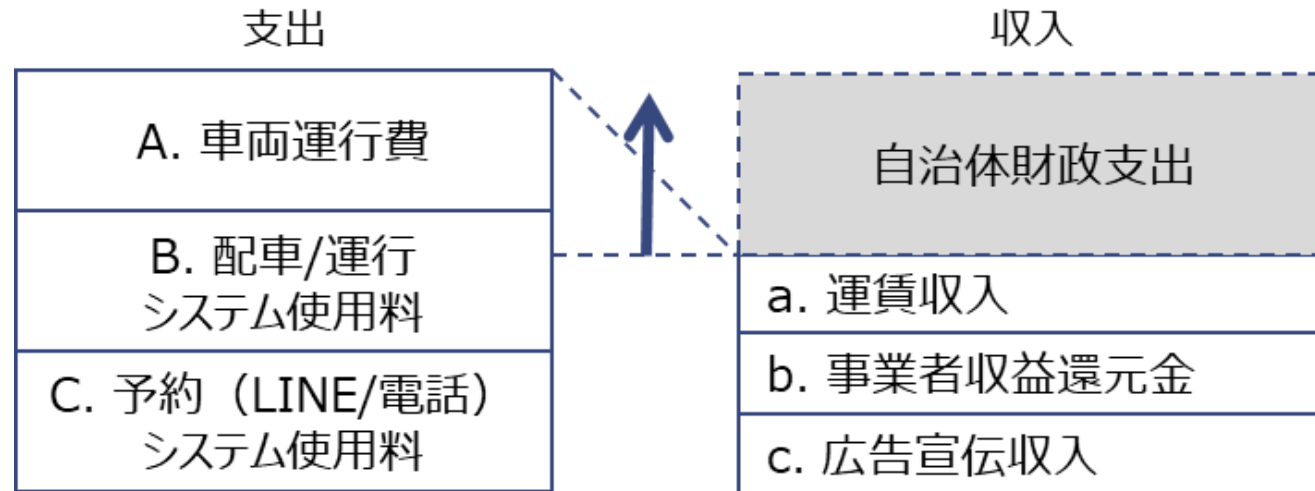 支出
A. 車両運行費
B. 配車/運行
システム使用料
C. 予約（LINE/電話）
システム使用料
収入
自治体財政支出
a. 運賃収入
b. 事業者収益還元金
c. 広告宣伝収入